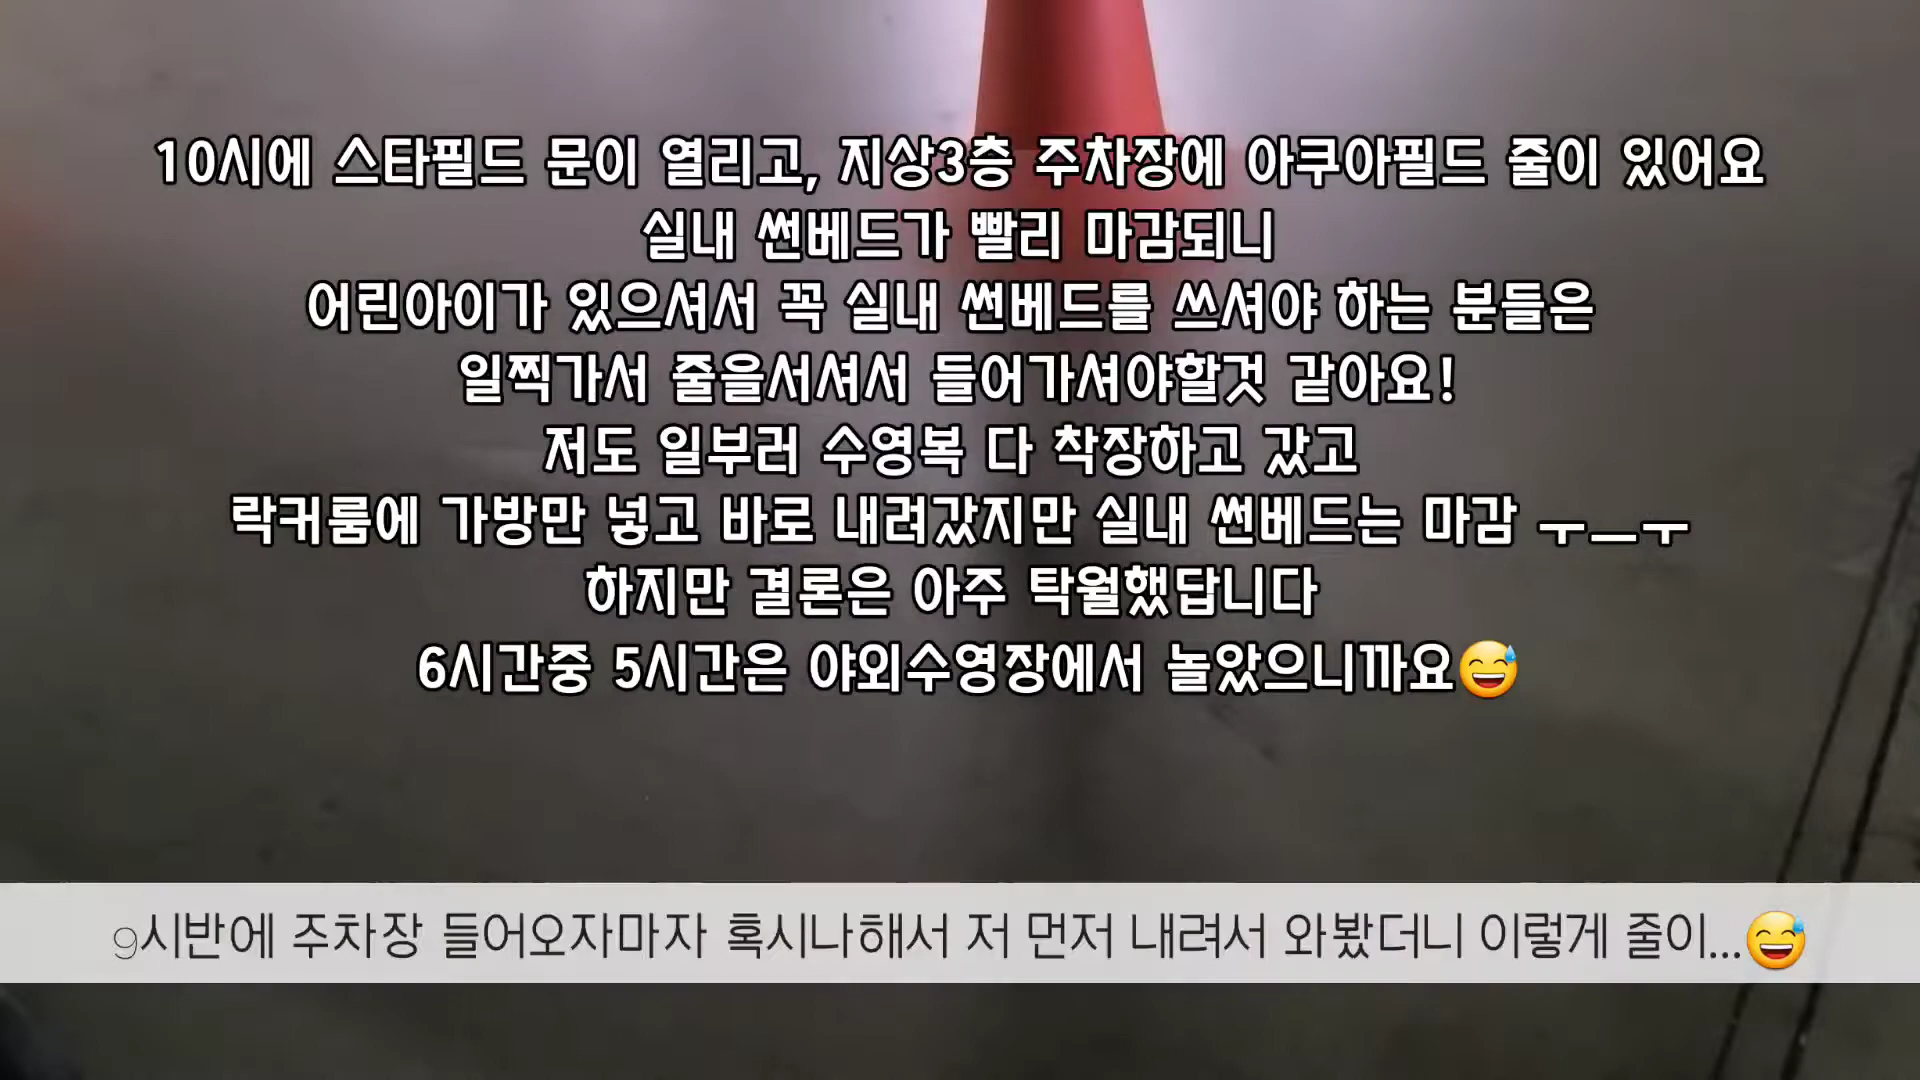 10시에 스타필드 문이 열리고, 지상3층 주차장에 아쿠아필드 줄이 있어요
실내 썬베드가 빨리 마감되니
어린아이가 있으셔서 꼭 실내 썬베드를 쓰셔야 하는 분들은
일찍가서 줄을서셔서 들어가셔야할것 같아요!
저도 일부러 수영복 다 착장하고 갔고
락커룸에 가방만 넣고 바로 내려갔지만 실내 썬베드는 마감 ㅜㅡㅜ
하지만 결론은 아주 탁월했답니다
6시간중 5시간은 야외수영장에서 놀았으니까요😅
9시반에 주차장 들어오자마자 혹시나해서 저 먼저 내려서 와봤더니 이렇게 줄이...😅